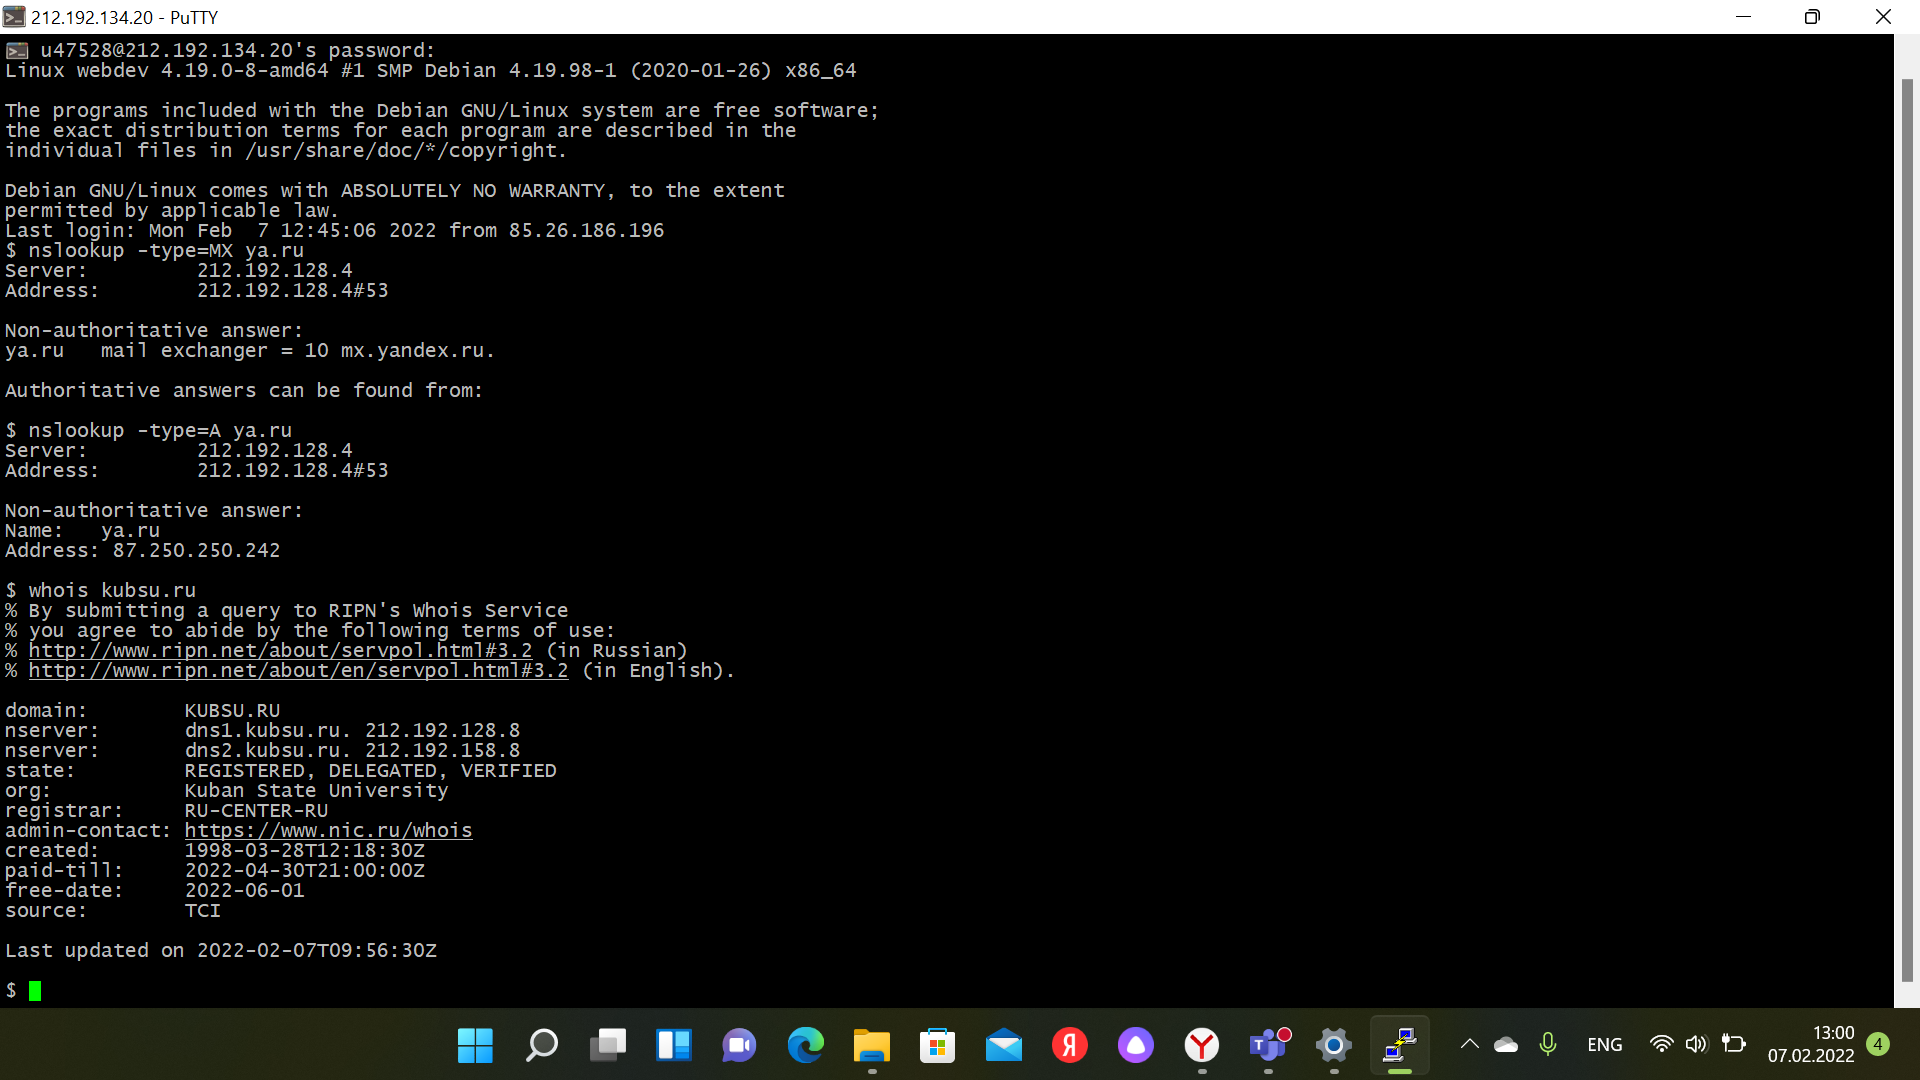 212.192.134.20 - PuTTY
u47528@212.192.134.20's password:
Linux webdev 4.19.0-8-amd64 #1 SMP Debian 4.19.98-1 (2020-01-26) x86_64
The programs included with the Debian GNU/Linux system are free software;
the exact distribution terms for each program are described in the
individual files in /usr/share/doc/*/copyright.
Debian GNU/Linux comes with ABSOLUTELY NO WARRANTY, to the extent
permitted by applicable law.
Last login: Mon Feb  7 12:45:06 2022 from 85.26.186.196
$ nslookup -type=MX ya.ru
Server:         212.192.128.4
Address:        212.192.128.4#53
Non-authoritative answer:
ya.ru   mail exchanger = 10 mx.yandex.ru.
Authoritative answers can be found from:
$ nslookup -type=A ya.ru
Server:         212.192.128.4
Address:        212.192.128.4#53
Non-authoritative answer:
Name:   ya.ru
Address: 87.250.250.242
$ whois kubsu.ru
% By submitting a query to RIPN's Whois Service
% you agree to abide by the following terms of use:
% http://www.ripn.net/about/servpol.html#3.2 (in Russian)
% http://www.ripn.net/about/en/servpol.html#3.2 (in English).
domain:        KUBSU.RU
nserver:       dns1.kubsu.ru. 212.192.128.8
nserver:       dns2.kubsu.ru. 212.192.158.8
state:         REGISTERED, DELEGATED, VERIFIED
org:           Kuban State University
registrar:     RU-CENTER-RU
admin-contact: https://www.nic.ru/whois
created:       1998-03-28T12:18:30Z
paid-till:     2022-04-30T21:00:00Z
free-date:     2022-06-01
source:        TCI
Last updated on 2022-02-07T09:56:30Z
$
ENG
13:00
07.02.2022
4